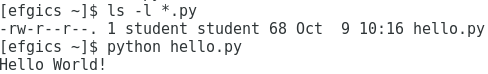 [efgics ~]$ ls -l *.py
-rw-r--r--. 1 student student 68 Oct  9 10:16 hello.py
[efgics ~]$ python hello.py
Hello World!